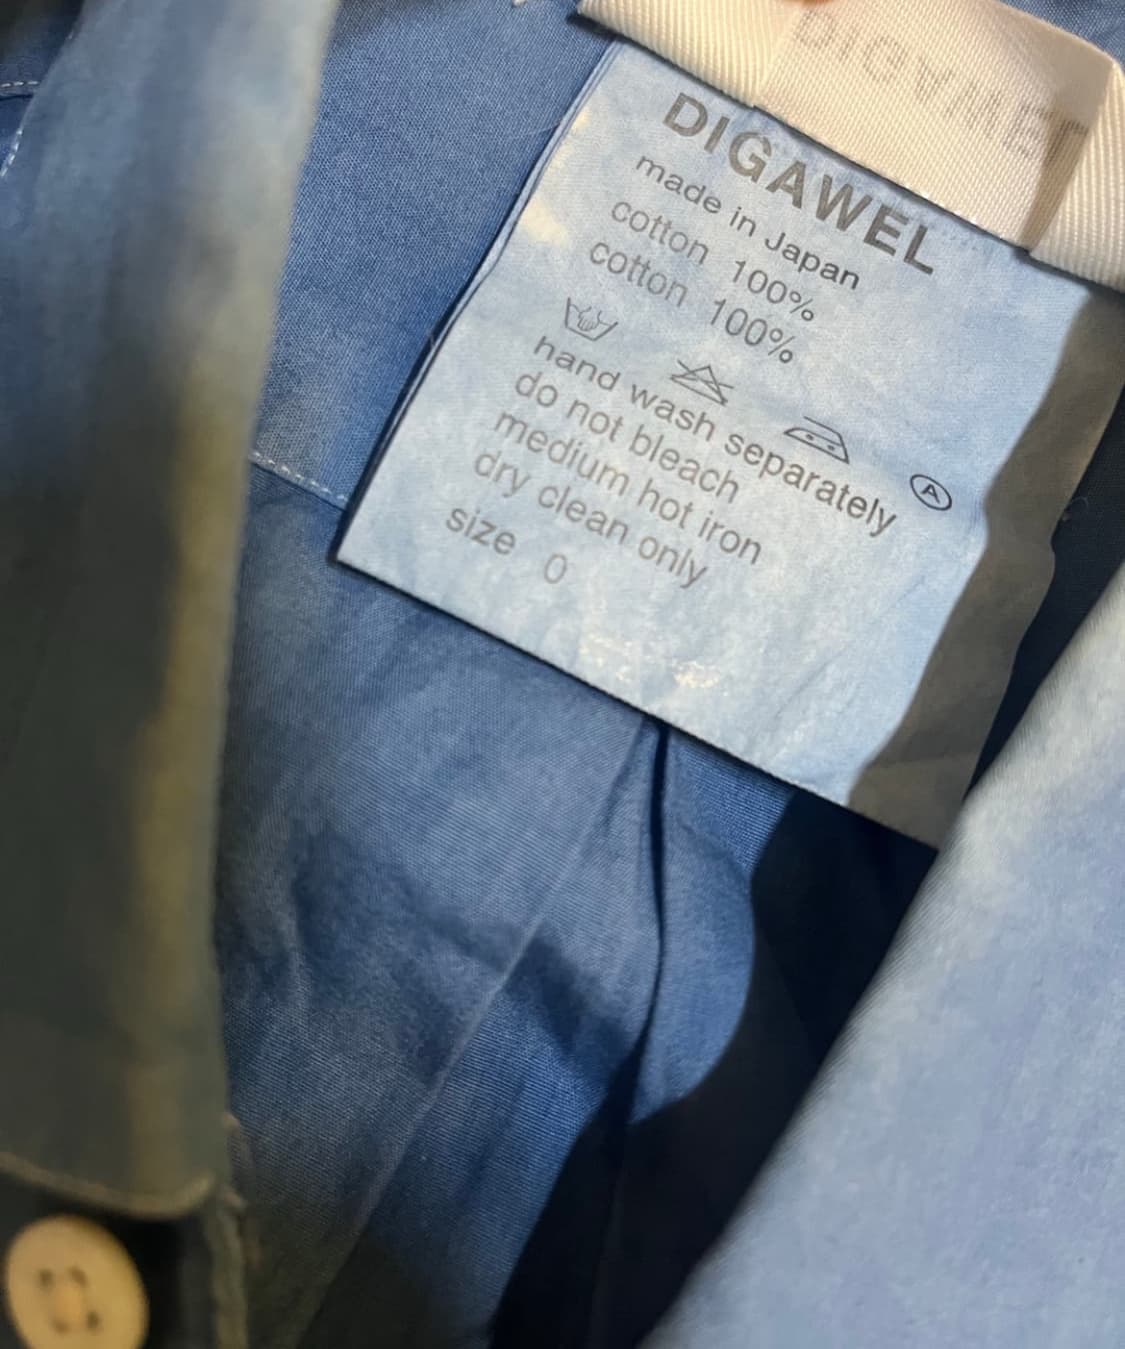 DIGAWEL
DIGAWEL
made in Japan
cotton 100%
cotton 100%
A
hand wash separately
do not bleach
medium hot iron
dry clean only
size 0